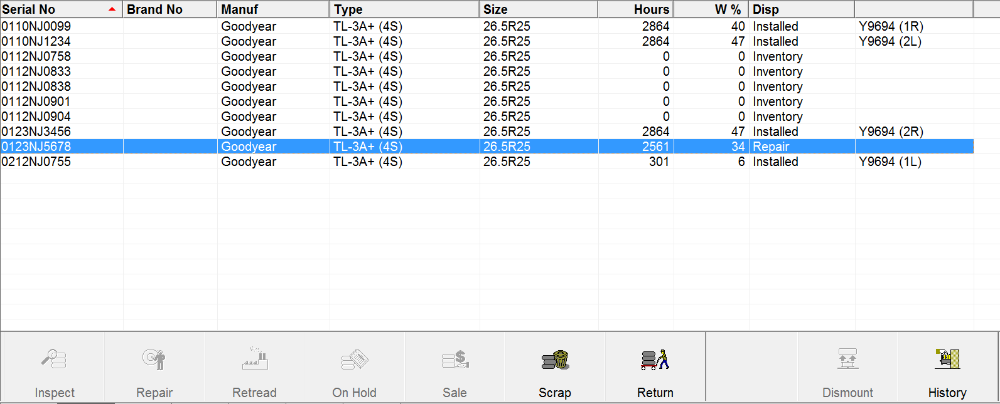 Serial No Brand No Manuf Type Size Hours W % Disp
0110NJ0099 Goodyear TL-3A+ (4S) 26.5R25 2864 40 Installed Y9694 (1R)
0110NJ1234 Goodyear TL-3A+ (4S) 26.5R25 2864 47 Installed Y9694 (2L)
0112NJ0758 Goodyear TL-3A+ (4S) 26.5R25 0 0 Inventory
0112NJ0833 Goodyear TL-3A+ (4S) 26.5R25 0 0 Inventory
0112NJ0838 Goodyear TL-3A+ (4S) 26.5R25 0 0 Inventory
0112NJ0901 Goodyear TL-3A+ (4S) 26.5R25 0 0 Inventory
0112NJ0904 Goodyear TL-3A+ (4S) 26.5R25 0 0 Inventory
0123NJ3456 Goodyear TL-3A+ (4S) 26.5R25 2864 47 Installed Y9694 (2R)
0123NJ5678 Goodyear TL-3A+ (4S) 26.5R25 2561 34 Repair
0212NJ0755 Goodyear TL-3A+ (4S) 26.5R25 301 6 Installed Y9694 (1L)
Inspect Repair Retread On Hold Sale Scrap Return Dismount History